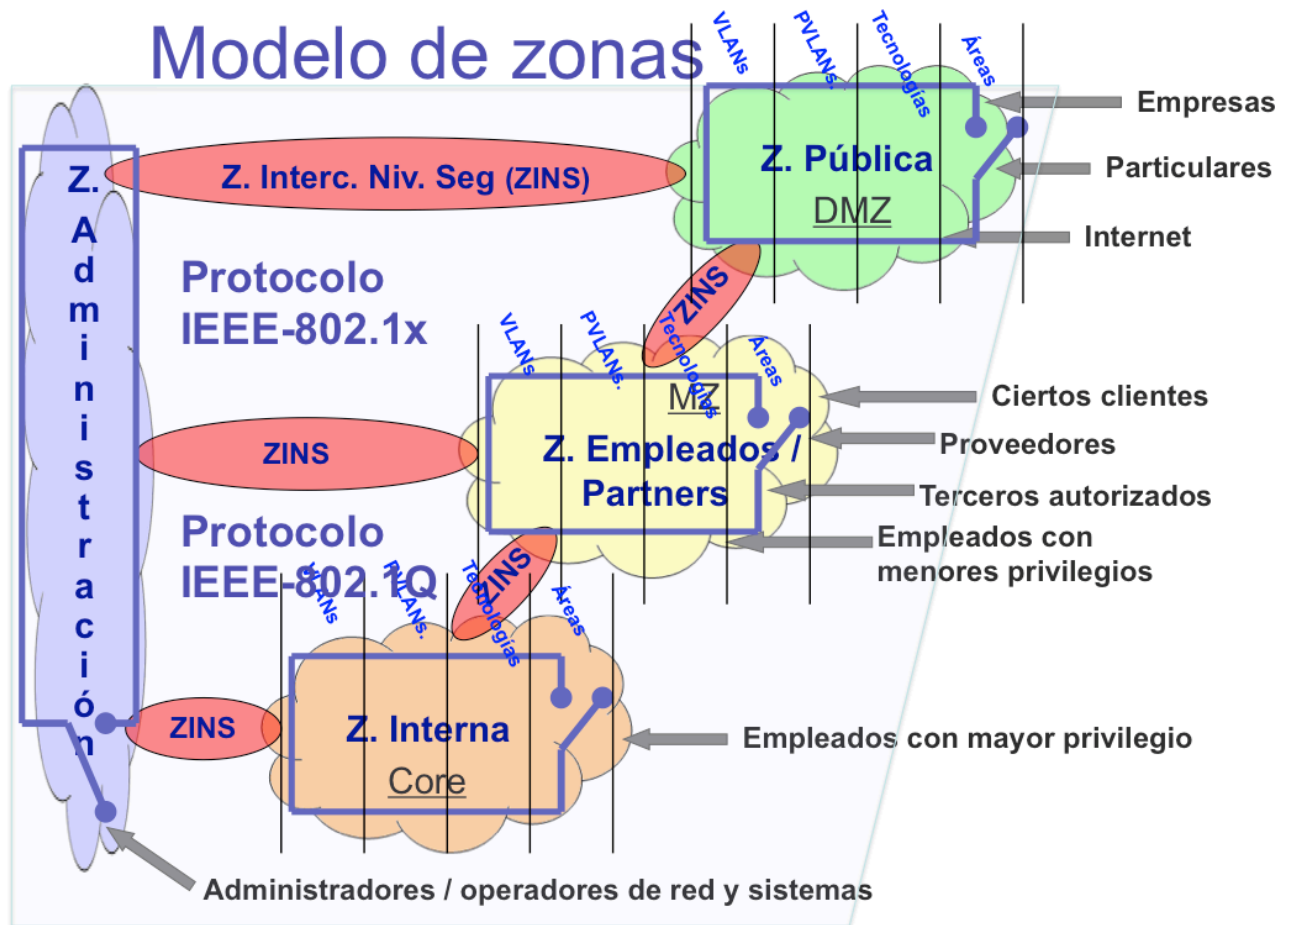 Modelo de zonas
VLANs
PVLANs.
Tecnologías
Áreas
Empresas
Z. Pública
DMZ
Particulares
Internet
Z. Interc. Niv. Seg (ZINS)
Z.
A
d
m
i
n
i
s
t
r
a
c
i
ó
n
Protocolo
IEEE-802.1x
ZINS
VLANs
PVLANs.
Tecnologías
Áreas
MZ
Z. Empleados /
Partners
Ciertos clientes
Proveedores
Terceros autorizados
Empleados con
menores privilegios
ZINS
Protocolo
IEEE-802.1Q
ZINS
VLANs
PVLANs.
Tecnologías
Áreas
ZINS
Z. Interna
Core
Empleados con mayor privilegio
Administradores / operadores de red y sistemas